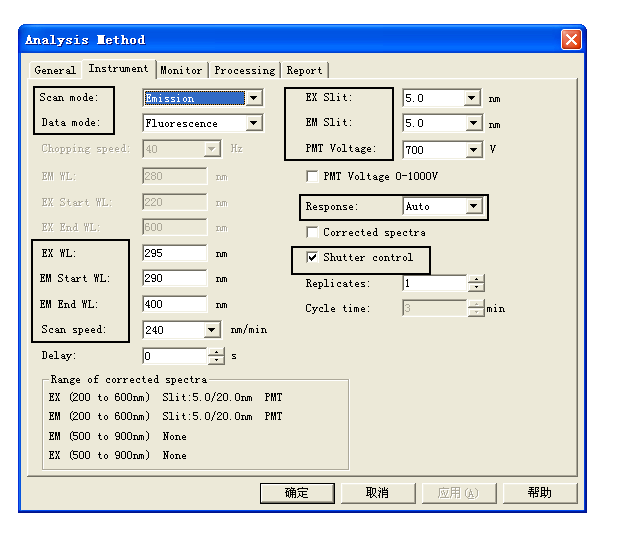 Analysis Method
General Instrument Monitor Processing Report
Scan mode: Emission
Data mode: Fluorescence
Chopping speed: 40 Hz
EM WL: 280 nm
EX Start WL: 220 nm
EX End WL: 600 nm
EX WL: 295 nm
EM Start WL: 290 nm
EM End WL: 400 nm
Scan speed: 240 nm/min
Delay: 0 s
EX Slit: 5.0 nm
EM Slit: 5.0 nm
PMT Voltage: 700 V
PMT Voltage 0-1000V
Response: Auto
Corrected spectra
Shutter control
Replicates: 1
Cycle time: 3 min
Range of corrected spectra
EX (200 to 600nm) Slit:5.0/20.0nm PMT
EM (200 to 600nm) Slit:5.0/20.0nm PMT
EM (500 to 900nm) None
EX (500 to 900nm) None
确定 取消 应用(A) 帮助